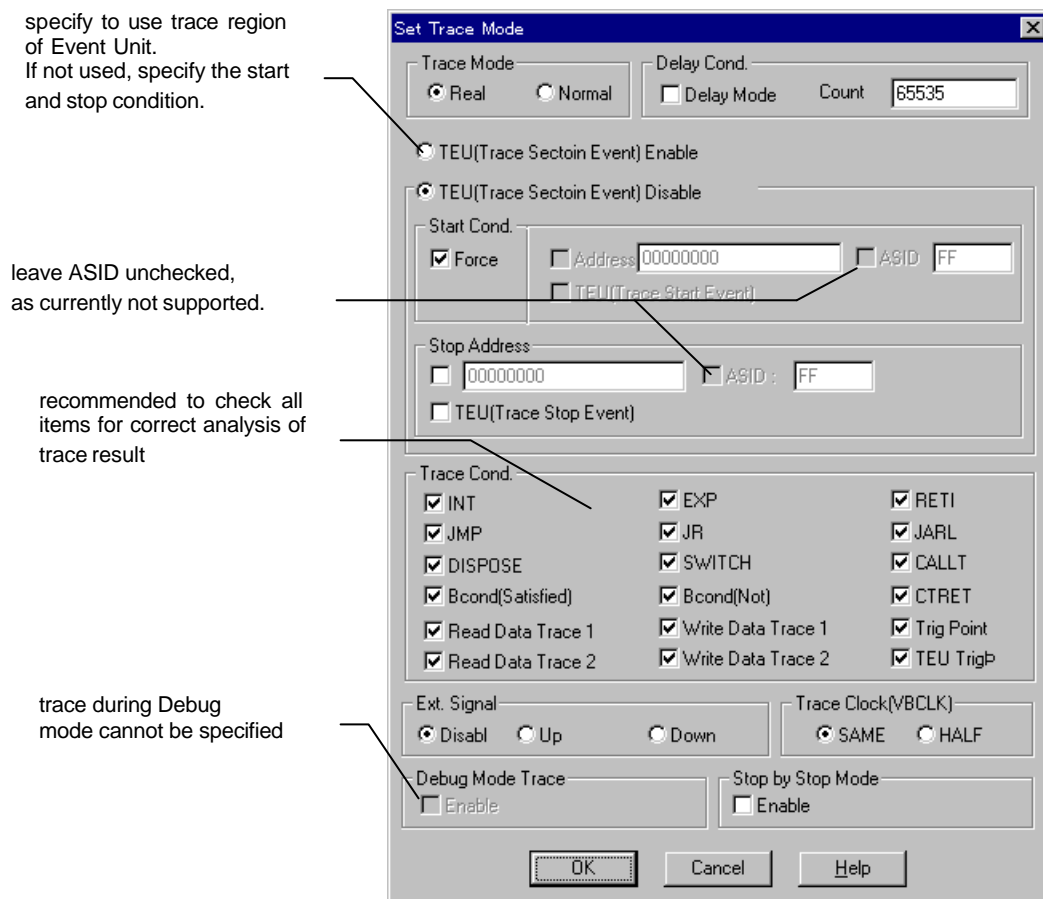 specify to use trace region
of Event Unit.
If not used, specify the start
and stop condition.
leave ASID unchecked,
as currently not supported.
recommended to check all
items for correct analysis of
trace result
trace during Debug
mode cannot be specified
Set Trace Mode
Trace Mode
Real Normal
Delay Cond.
Delay Mode Count 65535
TEU(Trace Sectoin Event) Enable
TEU(Trace Sectoin Event) Disable
Start Cond.
Force Address 00000000 ASID FF
TEU(Trace Start Event)
Stop Address
00000000 ASID : FF
TEU(Trace Stop Event)
Trace Cond.
INT EXP RETI
JMP JR JARL
DISPOSE SWITCH CALLT
Bcond(Satisfied) Bcond(Not) CTRET
Read Data Trace 1 Write Data Trace 1 Trig Point
Read Data Trace 2 Write Data Trace 2 TEU TrigÞ
Ext. Signal
Disabl Up Down
Trace Clock(VBCLK)
SAME HALF
Debug Mode Trace
Enable
Stop by Stop Mode
Enable
OK Cancel Help